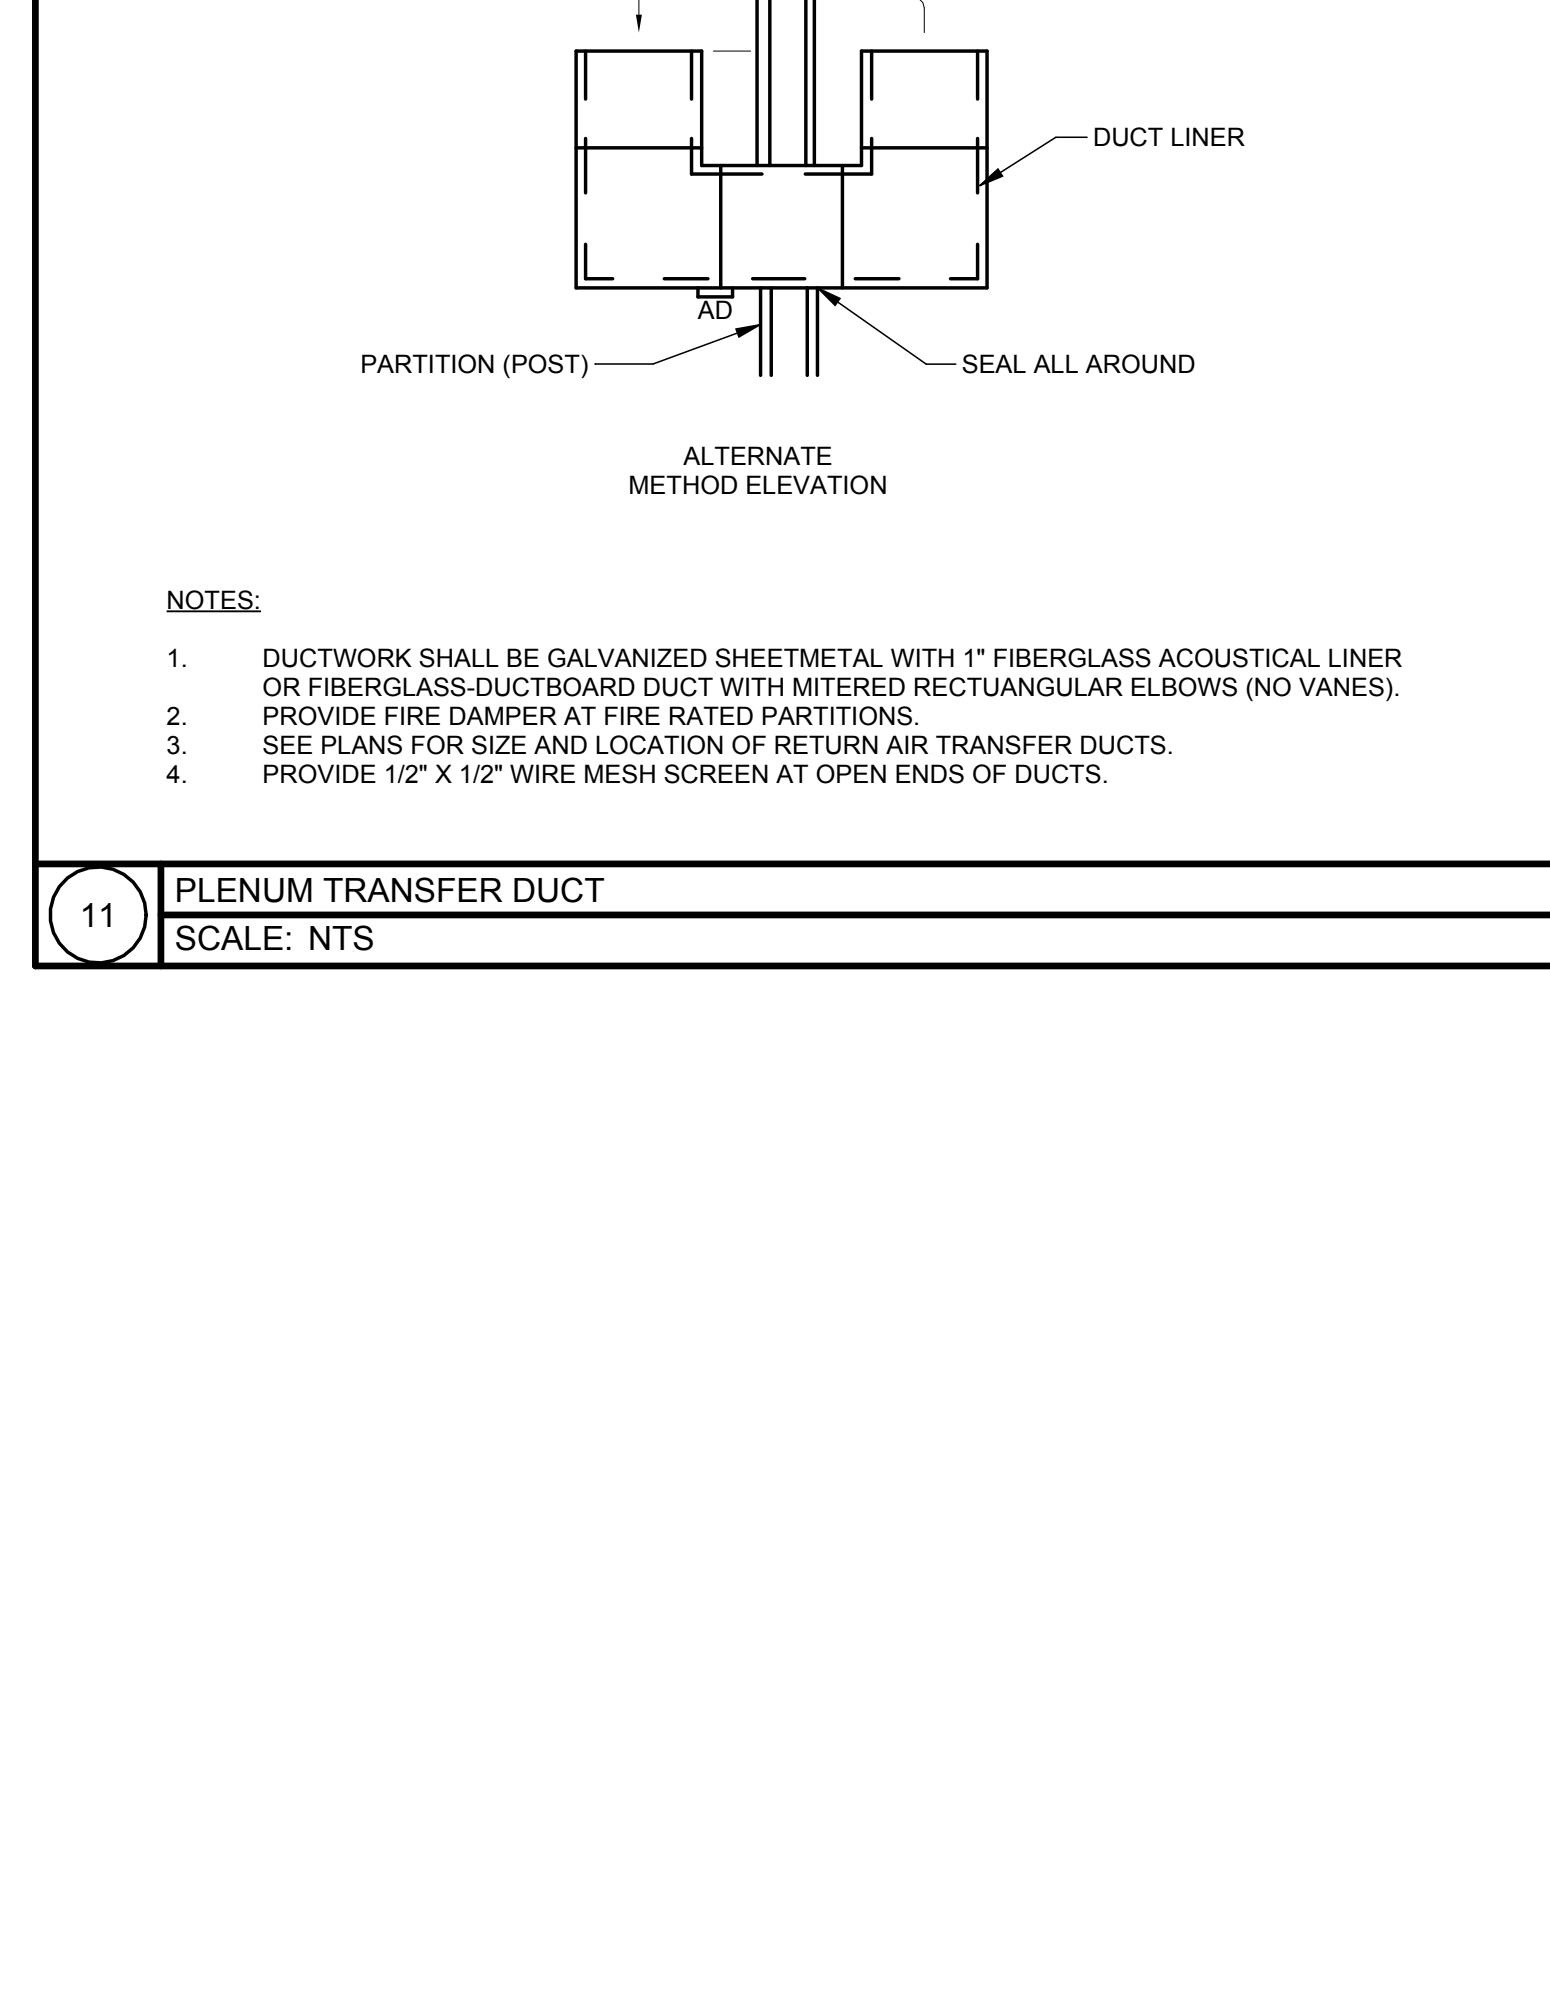 DUCT LINER
AD
PARTITION (POST)
SEAL ALL AROUND
ALTERNATE
METHOD ELEVATION
NOTES:
1. DUCTWORK SHALL BE GALVANIZED SHEETMETAL WITH 1" FIBERGLASS ACOUSTICAL LINER
OR FIBERGLASS-DUCTBOARD DUCT WITH MITERED RECTUANGULAR ELBOWS (NO VANES).
2. PROVIDE FIRE DAMPER AT FIRE RATED PARTITIONS.
3. SEE PLANS FOR SIZE AND LOCATION OF RETURN AIR TRANSFER DUCTS.
4. PROVIDE 1/2" X 1/2" WIRE MESH SCREEN AT OPEN ENDS OF DUCTS.
11
PLENUM TRANSFER DUCT
SCALE: NTS